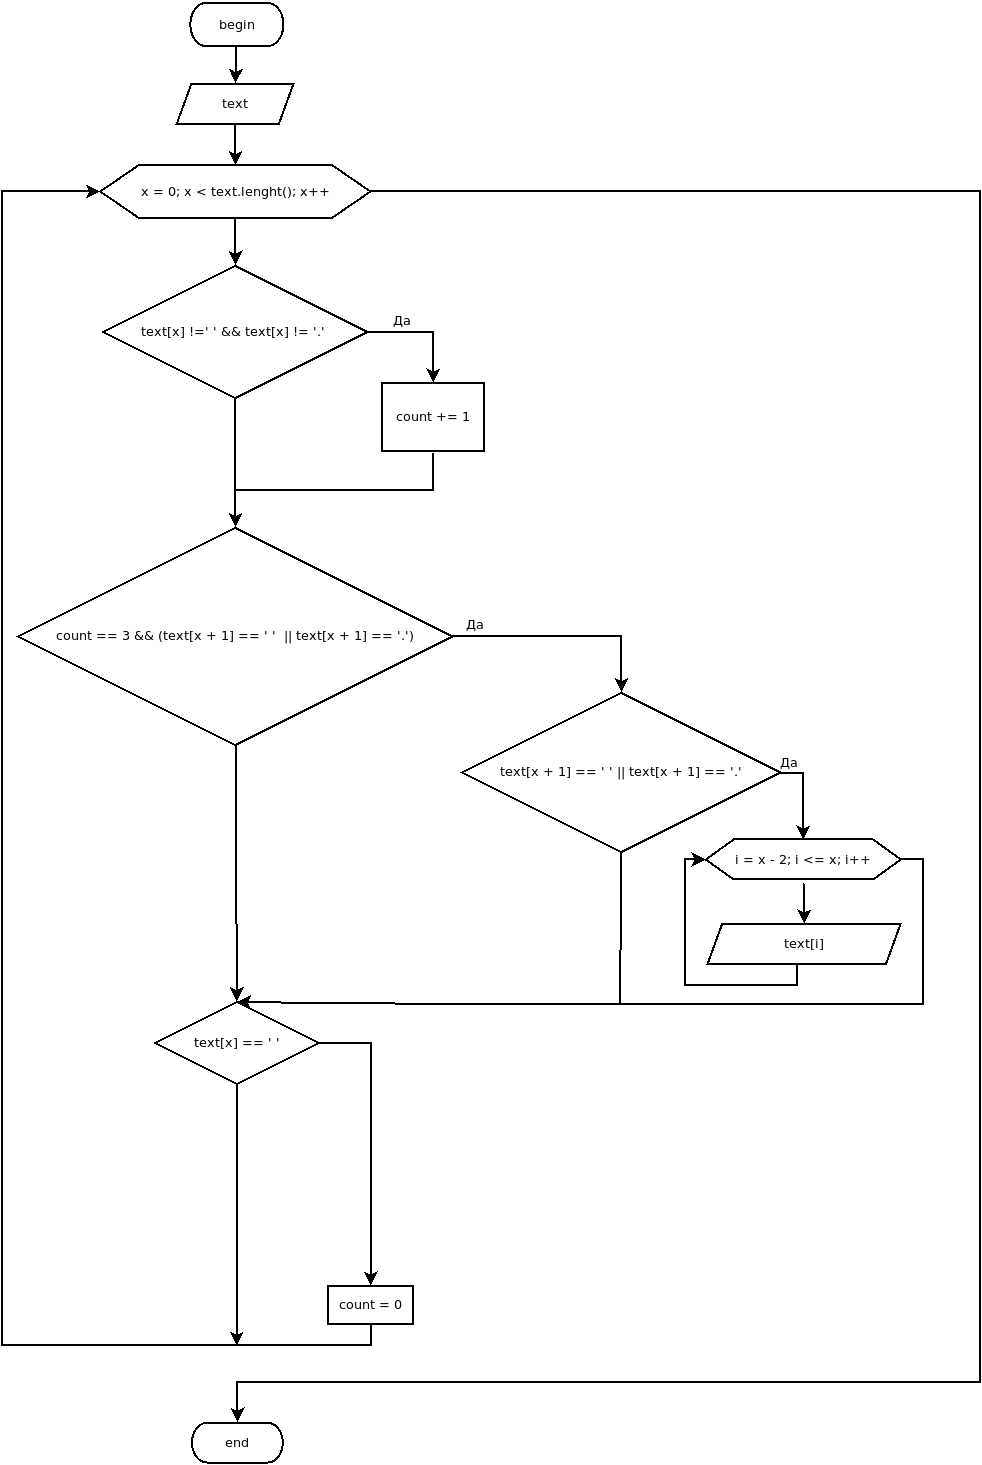 begin
text
x = 0; x < text.lenght(); x++
text[x] !=' ' && text[x] != '.'
Да
count += 1
count == 3 && (text[x + 1] == ' '  || text[x + 1] == '.')
Да
text[x + 1] == ' ' || text[x + 1] == '.'
Да
i = x - 2; i <= x; i++
text[i]
text[x] == ' '
count = 0
end